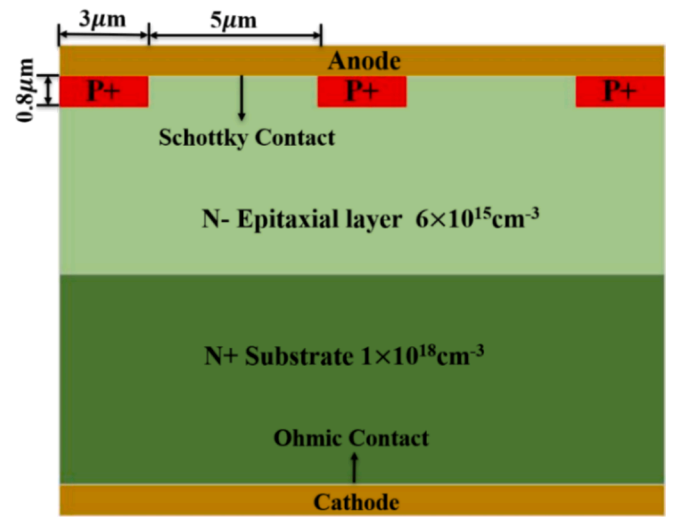 3μm
5μm
Anode
0.8μm
P+
P+
P+
Schottky Contact
N- Epitaxial layer 6×10¹⁵cm⁻³
N+ Substrate 1×10¹⁸cm⁻³
Ohmic Contact
Cathode